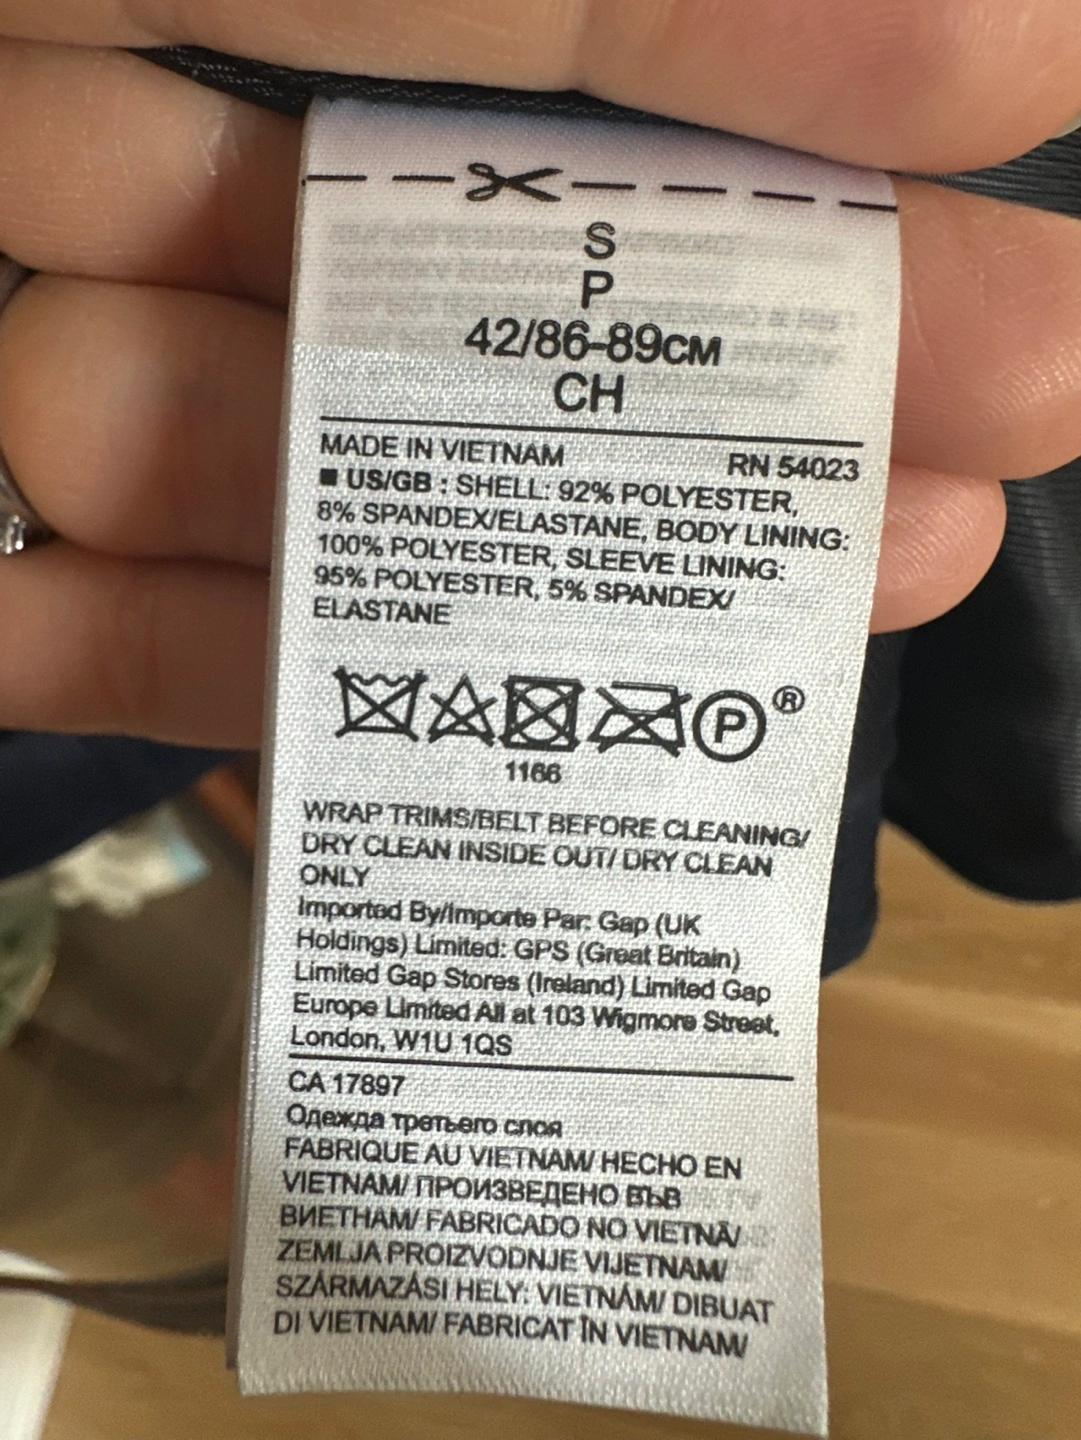 S
P
42/86-89CM
CH
MADE IN VIETNAM RN 54023
■ US/GB : SHELL: 92% POLYESTER,
8% SPANDEX/ELASTANE, BODY LINING:
100% POLYESTER, SLEEVE LINING:
95% POLYESTER, 5% SPANDEX/
ELASTANE
P ®
1166
WRAP TRIMS/BELT BEFORE CLEANING/
DRY CLEAN INSIDE OUT/ DRY CLEAN
ONLY
Imported By/Importe Par: Gap (UK
Holdings) Limited: GPS (Great Britain)
Limited Gap Stores (Ireland) Limited Gap
Europe Limited All at 103 Wigmore Street,
London, W1U 1QS
CA 17897
Одежда третьего слоя
FABRIQUE AU VIETNAM/ HECHO EN
VIETNAM/ ПРОИЗВЕДЕНО ВЪВ
ВИЕТНАМ/ FABRICADO NO VIETNÃ/
ZEMLJA PROIZVODNJE VIJETNAM/
SZÁRMAZÁSI HELY: VIETNÁM/ DIBUAT
DI VIETNAM/ FABRICAT ÎN VIETNAM/